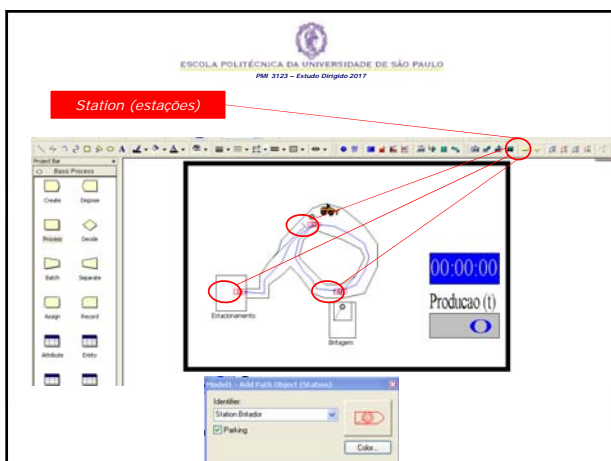 ESCOLA POLITÉCNICA DA UNIVERSIDADE DE SÃO PAULO
PMI 3123 – Estudo Dirigido 2017
Station (estações)
Project Bar
Basic Process
Create Dispose
Process Decide
Batch Separate
Assign Record
Attribute Entity
Estacionamento
Britagem
00:00:00
Producao (t)
0
Model1 - Add Path Object (Station)
Identifier:
Station Britador
Parking
Color...